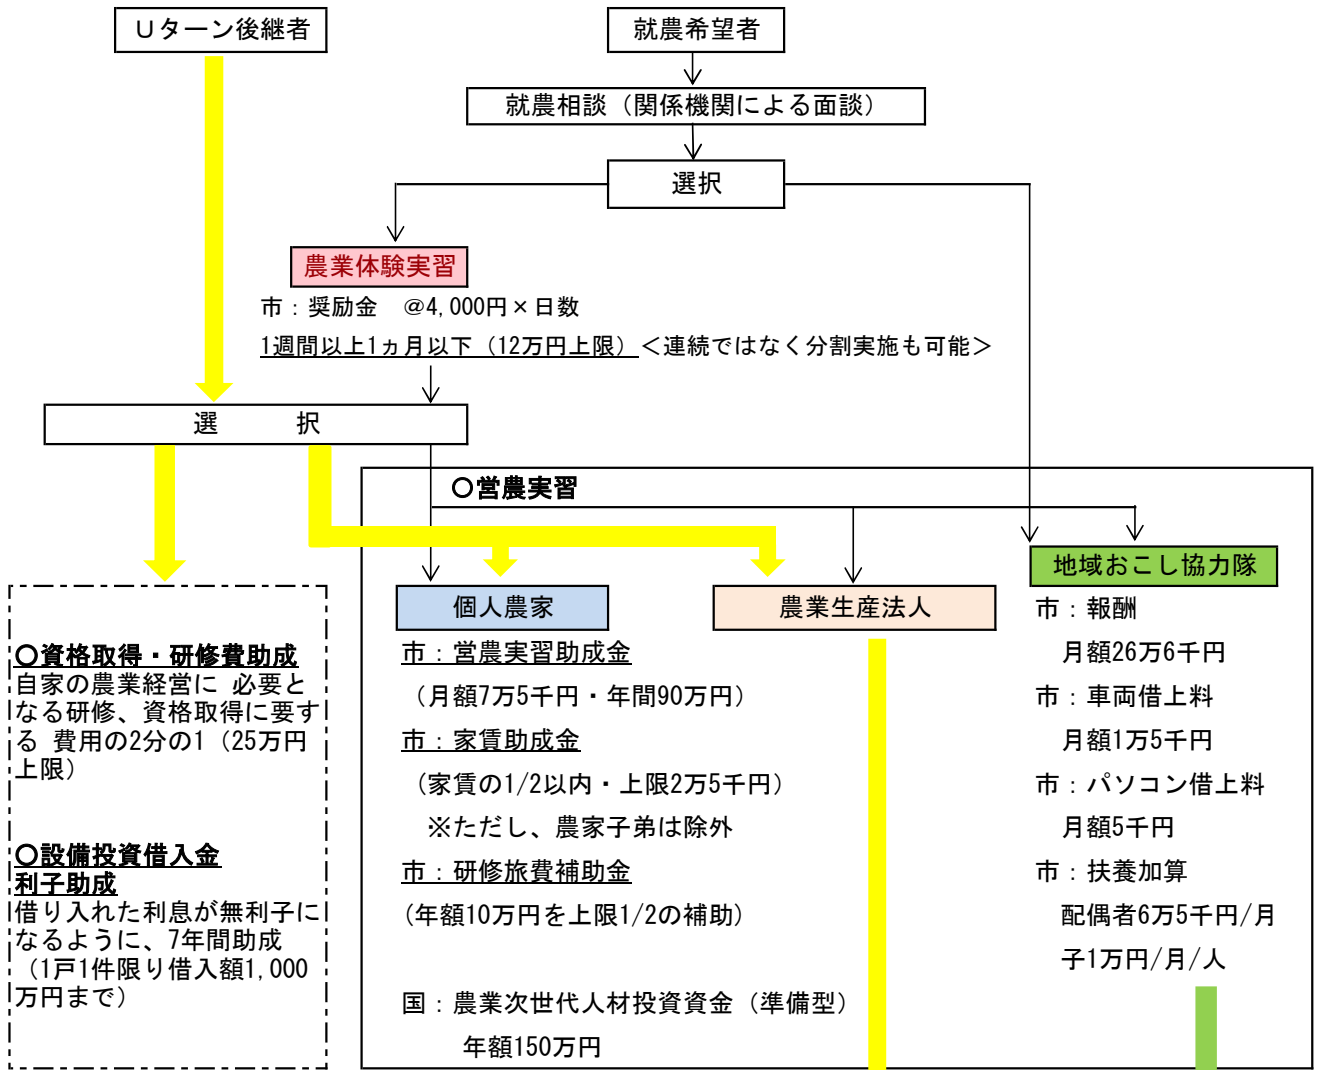 Uターン後継者
就農希望者
就農相談（関係機関による面談）
選択
農業体験実習
市：奨励金　@4,000円×日数
1週間以上1ヵ月以下（12万円上限）＜連続ではなく分割実施も可能＞
選　　　択
〇営農実習
〇資格取得・研修費助成
自家の農業経営に 必要と
なる研修、資格取得に要す
る 費用の2分の1（25万円
上限）
〇設備投資借入金
利子助成
借り入れた利息が無利子に
なるように、7年間助成
（1戸1件限り借入額1,000
万円まで）
個人農家
市：営農実習助成金
（月額7万5千円・年間90万円）
市：家賃助成金
（家賃の1/2以内・上限2万5千円）
※ただし、農家子弟は除外
市：研修旅費補助金
(年額10万円を上限1/2の補助)
国：農業次世代人材投資資金（準備型）
年額150万円
農業生産法人
地域おこし協力隊
市：報酬
月額26万6千円
市：車両借上料
月額1万5千円
市：パソコン借上料
月額5千円
市：扶養加算
配偶者6万5千円/月
子1万円/月/人